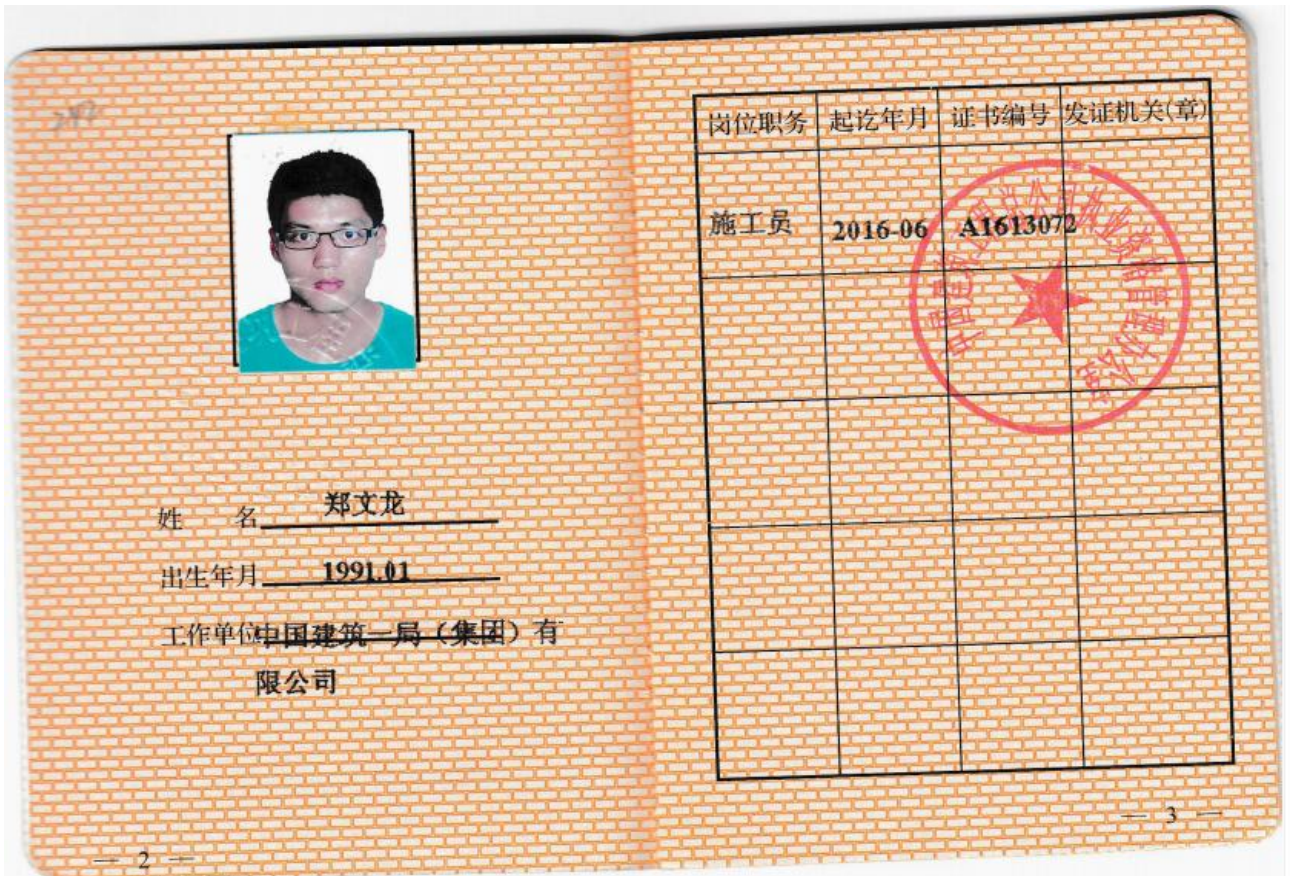 姓 名 郑文龙
出生年月 1991.01
工作单位中国建筑一局（集团）有
限公司
— 2 —
岗位职务 起讫年月 证书编号 发证机关(章)
施工员 2016-06 A1613072
— 3 —